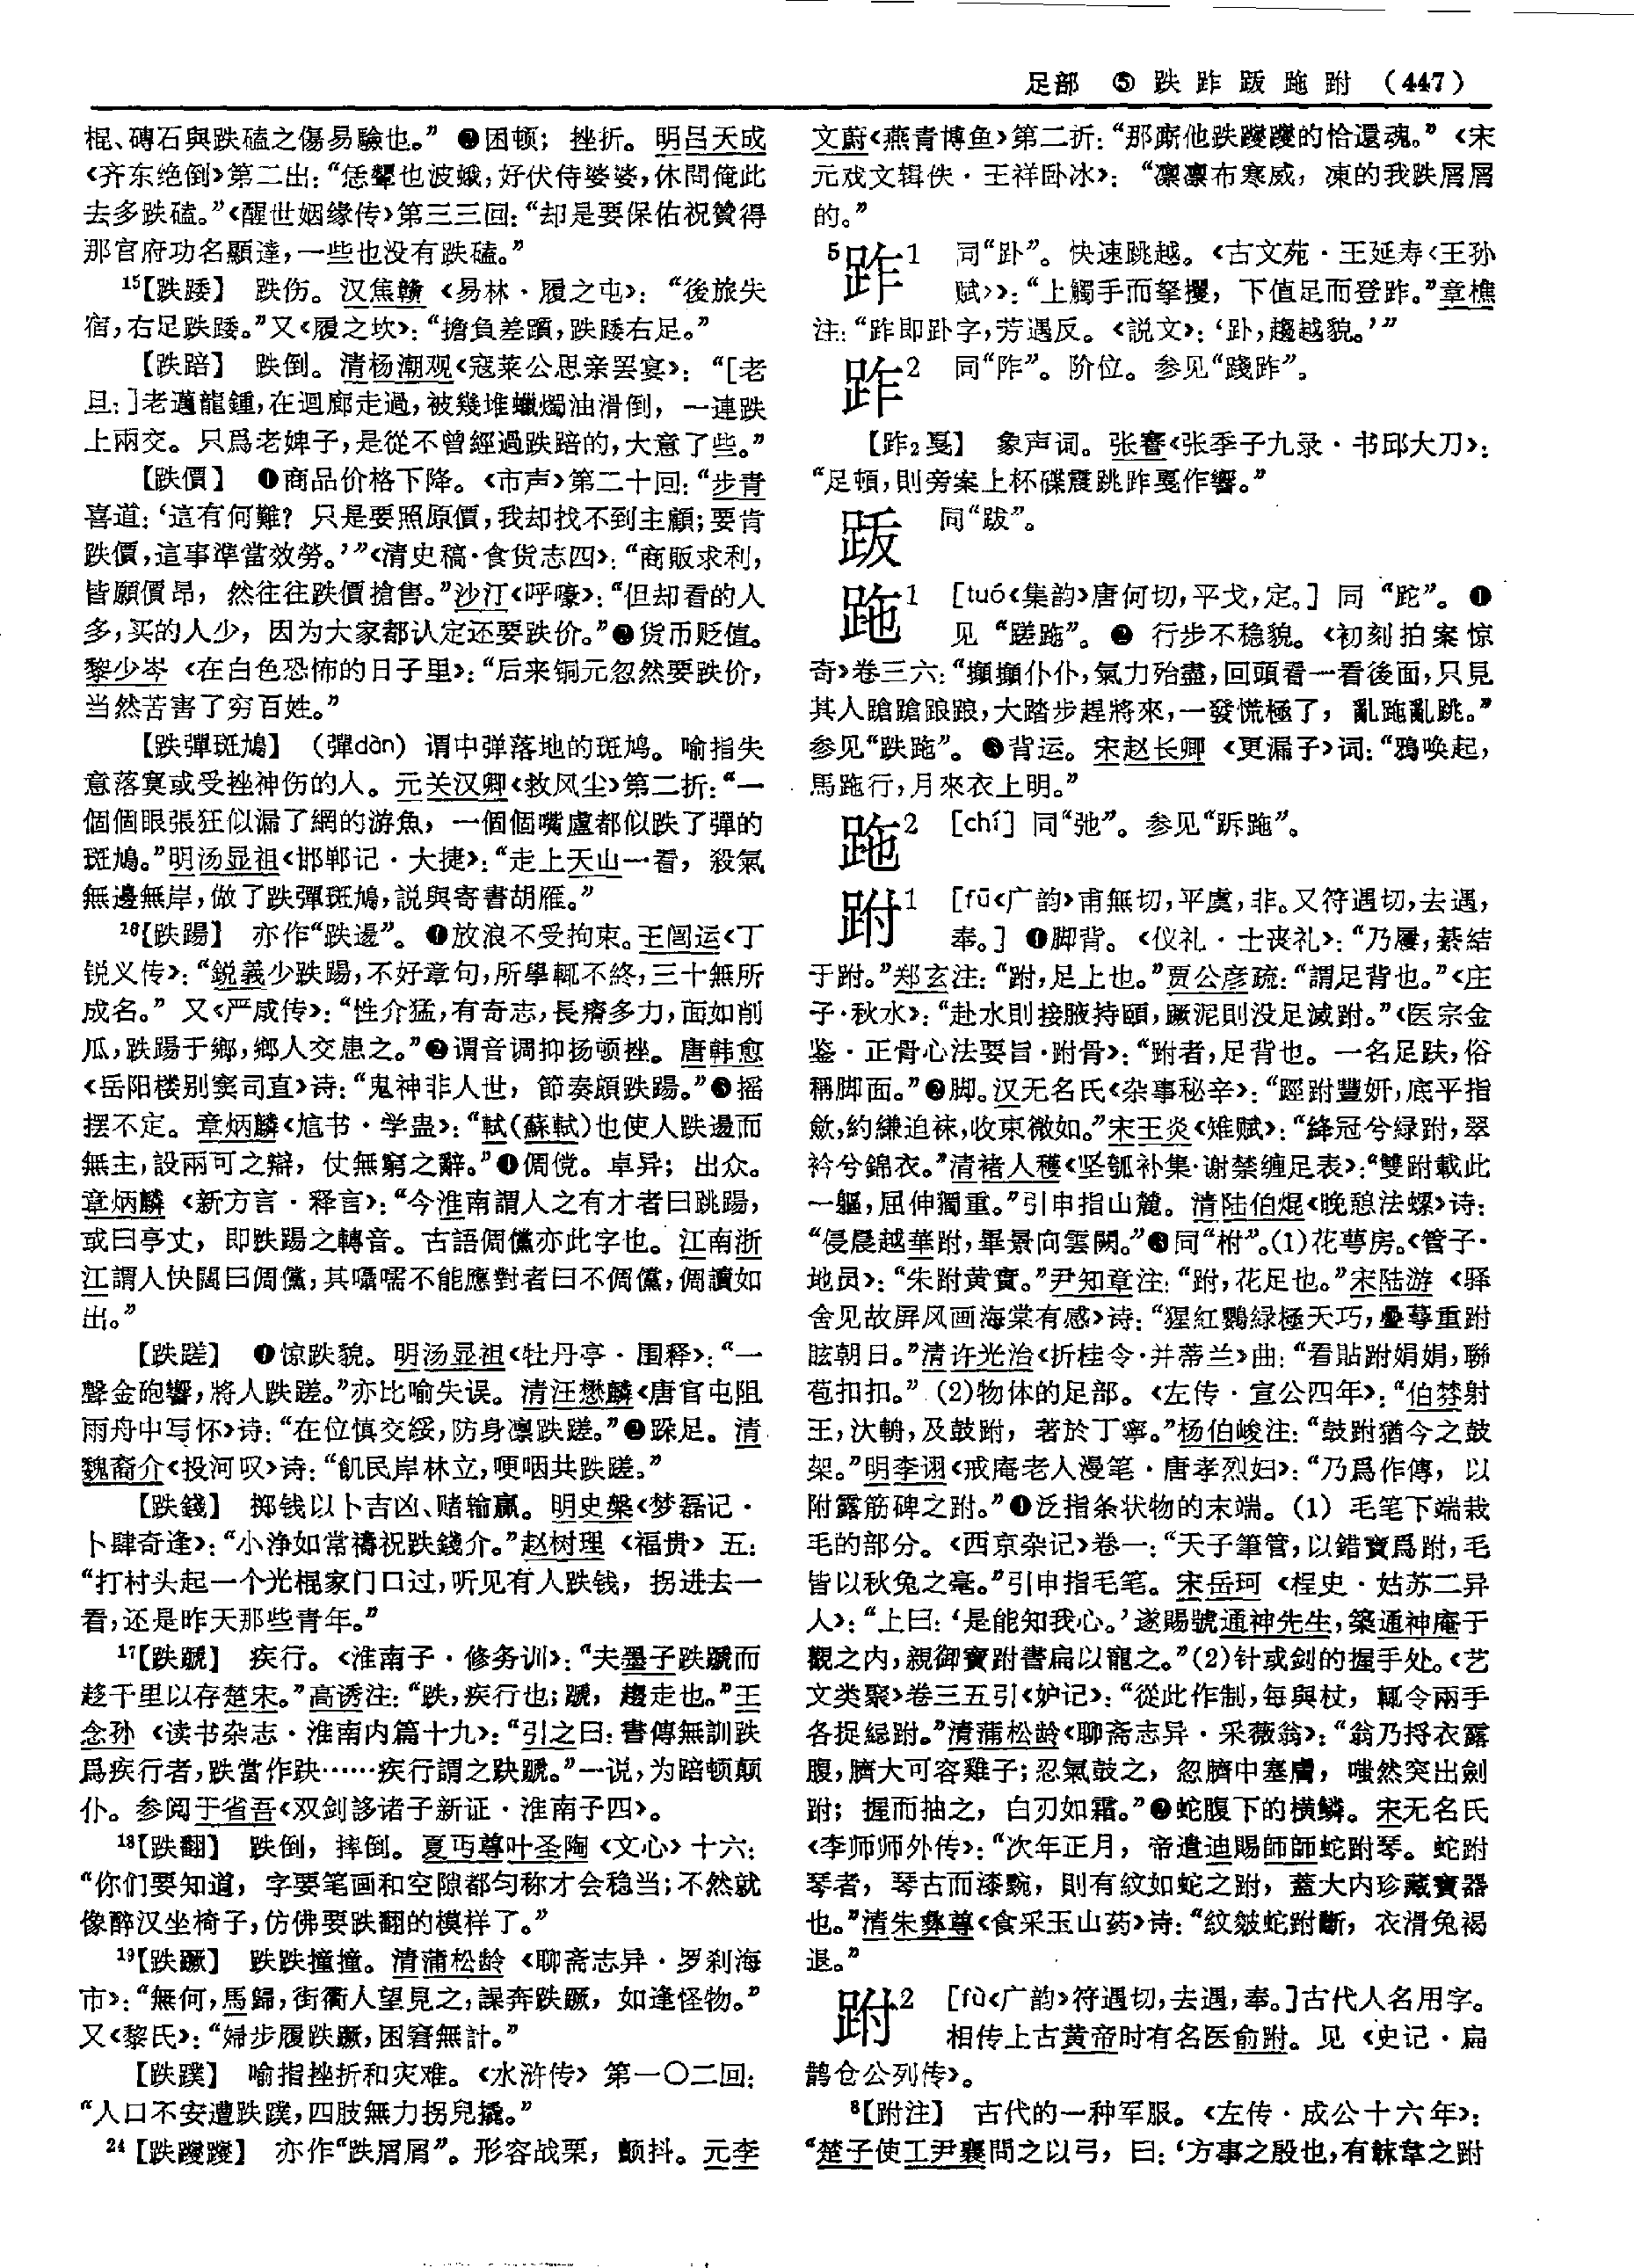 足部 ⑤ 跌 跓 跋 跑 跗 (447)
棍、磚石與跌磕之傷易驗也。” ❷困顿；挫折。明吕天成
《齐东绝倒》第二出：“恁鼙也波蛾，好伏侍婆婆，休問俺此
去多跌磕。”《醒世姻缘传》第三三回：“却是要保佑祝贊得
那官府功名顯達，一些也没有跌磕。”
15【跌踒】 跌伤。汉焦赣《易林·履之屯》：“後旅失
宿，右足跌踒。”又《履之坎》：“擔負差躓，跌踒右足。”
【跌踣】 跌倒。清杨潮观《寇莱公思亲罢宴》：“［老
旦：］老邁龍鍾，在迴廊走過，被幾堆蠟燭油滑倒，一連跌
上兩交。只爲老婢子，是從不曾經過跌踣的，大意了些。”
【跌價】 ❶商品价格下降。《市声》第二十回：“步青
喜道：‘這有何難？只是要照原價，我却找不到主顧；要肯
跌價，這事準當效勞。’”《清史稿·食货志四》：“商販求利，
皆願價昂，然往往跌價搶售。”沙汀《呼嚎》：“但却看的人
多，买的人少，因为大家都认定还要跌价。”❷货币贬值。
黎少岑《在白色恐怖的日子里》：“后来铜元忽然要跌价，
当然苦害了穷百姓。”
【跌彈斑鳩】 （彈dàn）谓中弹落地的斑鸠。喻指失
意落寞或受挫神伤的人。元关汉卿《救风尘》第二折：“一
個個眼張狂似漏了網的游魚，一個個嘴盧都似跌了彈的
斑鳩。”明汤显祖《邯郸记·大捷》：“走上天山一看，殺氣
無邊無岸，做了跌彈斑鳩，説與寄書胡雁。”
16【跌踼】 亦作“跌逿”。❶放浪不受拘束。王闿运《丁
锐义传》：“鋭義少跌踼，不好章句，所學輒不終，三十無所
成名。”又《严咸传》：“性介猛，有奇志，長瘠多力，面如削
瓜，跌踼于鄉，鄉人交患之。”❷谓音调抑扬顿挫。唐韩愈
《岳阳楼别窦司直》诗：“鬼神非人世，節奏頗跌踼。”❸摇
摆不定。章炳麟《訄书·学蛊》：“軾（蘇軾）也使人跌逿而
無主，設兩可之辯，仗無窮之辭。”❹倜傥。卓异；出众。
章炳麟《新方言·释言》：“今淮南謂人之有才者曰跳踼，
或曰亭丈，即跌踼之轉音。古語倜儻亦此字也。江南浙
江謂人快闊曰倜儻，其囁嚅不能應對者曰不倜儻，倜讀如
出。”
【跌蹉】 ❶惊跌貌。明汤显祖《牡丹亭·围释》：“一
聲金砲響，將人跌蹉。”亦比喻失误。清汪懋麟《唐官屯阻
雨舟中写怀》诗：“在位慎交綏，防身凛跌蹉。”❷跺足。清
魏裔介《投河叹》诗：“飢民岸林立，哽咽共跌蹉。”
【跌錢】 掷钱以卜吉凶、赌输赢。明史槃《梦磊记·
卜肆奇逢》：“小净如常禱祝跌錢介。”赵树理《福贵》五：
“打村头起一个光棍家门口过，听见有人跌钱，拐进去一
看，还是昨天那些青年。”
17【跌蹏】 疾行。《淮南子·修务训》：“夫墨子跌蹏而
趍千里以存楚宋。”高诱注：“跌，疾行也；蹏，趨走也。”王
念孙《读书杂志·淮南内篇十九》：“引之曰：書傳無訓跌
爲疾行者，跌當作趹……疾行謂之趹蹏。”一说，为踣顿颠
仆。参阅于省吾《双剑誃诸子新证·淮南子四》。
18【跌翻】 跌倒，摔倒。夏丏尊叶圣陶《文心》十六：
“你们要知道，字要笔画和空隙都匀称才会稳当；不然就
像醉汉坐椅子，仿佛要跌翻的模样了。”
19【跌蹶】 跌跌撞撞。清蒲松龄《聊斋志异·罗刹海
市》：“無何，馬歸，街衢人望見之，譟奔跌蹶，如逢怪物。”
又《黎氏》：“婦步履跌蹶，困窘無計。”
【跌蹼】 喻指挫折和灾难。《水浒传》第一〇二回：
“人口不安遭跌蹼，四肢無力拐兒撬。”
24【跌躞躞】 亦作“跌屑屑”。形容战栗，颤抖。元李
文蔚《燕青博鱼》第二折：“那厮他跌躞躞的恰還魂。”《宋
元戏文辑佚·王祥卧冰》：“凛凛布寒威，凍的我跌屑屑
的。”
5 跓1 同“趴”。快速跳越。《古文苑·王延寿〈王孙
赋〉》：“上觸手而拏攫，下值足而登跓。”章樵
注：“跓即趴字，芳遇反。《説文》：‘趴，趨越貌。’”
跓2 同“阼”。阶位。参见“踐跓”。
【跓2戛】 象声词。张謇《张季子九录·书邱大刀》：
“足頓，則旁案上杯碟震跳跓戛作響。”
跋 同“跋”。
跑1 ［tuó《集韵》唐何切，平戈，定。］同“跎”。❶
见“蹉跑”。❷行步不稳貌。《初刻拍案惊
奇》卷三六：“攧攧仆仆，氣力殆盡，回頭看一看後面，只見
其人蹌蹌踉踉，大踏步趕將來，一發慌極了，亂跑亂跳。”
参见“跌跑”。❸背运。宋赵长卿《更漏子》词：“鴉唤起，
馬跑行，月來衣上明。”
跑2 ［chí］同“弛”。参见“跅跑”。
跗1 ［fū《广韵》甫無切，平虞，非。又符遇切，去遇，
奉。］❶脚背。《仪礼·士丧礼》：“乃屨，綦結
于跗。”郑玄注：“跗，足上也。”贾公彦疏：“謂足背也。”《庄
子·秋水》：“赴水則接腋持頤，蹶泥則没足滅跗。”《医宗金
鉴·正骨心法要旨·跗骨》：“跗者，足背也。一名足趺，俗
稱脚面。”❷脚。汉无名氏《杂事秘辛》：“脛跗豐妍，底平指
斂，約縑迫袜，收束微如。”宋王炎《雉赋》：“絳冠兮緑跗，翠
衿兮錦衣。”清褚人穫《坚瓠补集·谢禁缠足表》：“雙跗載此
一軀，屈伸獨重。”引申指山麓。清陆伯焜《晚憩法螺》诗：
“侵晨越華跗，畢景向雲闕。”❸同“柎”。(1)花萼房。《管子·
地员》：“朱跗黄實。”尹知章注：“跗，花足也。”宋陆游《驿
舍见故屏风画海棠有感》诗：“猩紅鸚緑極天巧，疊萼重跗
眩朝日。”清许光治《折桂令·并蒂兰》曲：“看貼跗娟娟，聯
苞扣扣。”(2)物体的足部。《左传·宣公四年》：“伯棼射
王，汏輈，及鼓跗，著於丁寧。”杨伯峻注：“鼓跗猶今之鼓
架。”明李诩《戒庵老人漫笔·唐孝烈妇》：“乃爲作傳，以
附露筋碑之跗。”❹泛指条状物的末端。(1) 毛笔下端栽
毛的部分。《西京杂记》卷一：“天子筆管，以錯寶爲跗，毛
皆以秋兔之毫。”引申指毛笔。宋岳珂《桯史·姑苏二异
人》：“上曰：‘是能知我心。’遂賜號通神先生，築通神庵于
觀之内，親御寶跗書扁以寵之。”(2)针或剑的握手处。《艺
文类聚》卷三五引《妒记》：“從此作制，每與杖，輒令兩手
各捉綖跗。”清蒲松龄《聊斋志异·采薇翁》：“翁乃捋衣露
腹，臍大可容雞子；忍氣鼓之，忽臍中塞膚，嗤然突出劍
跗；握而抽之，白刃如霜。”❷蛇腹下的横鳞。宋无名氏
《李师师外传》：“次年正月，帝遣迪賜師師蛇跗琴。蛇跗
琴者，琴古而漆黦，則有紋如蛇之跗，蓋大内珍藏寶器
也。”清朱彝尊《食采玉山药》诗：“紋皴蛇跗斷，衣滑兔褐
退。”
跗2 ［fù《广韵》符遇切，去遇，奉。］古代人名用字。
相传上古黄帝时有名医俞跗。见《史记·扁
鹊仓公列传》。
8【跗注】 古代的一种军服。《左传·成公十六年》：
“楚子使工尹襄問之以弓，曰：‘方事之殷也，有韎韋之跗